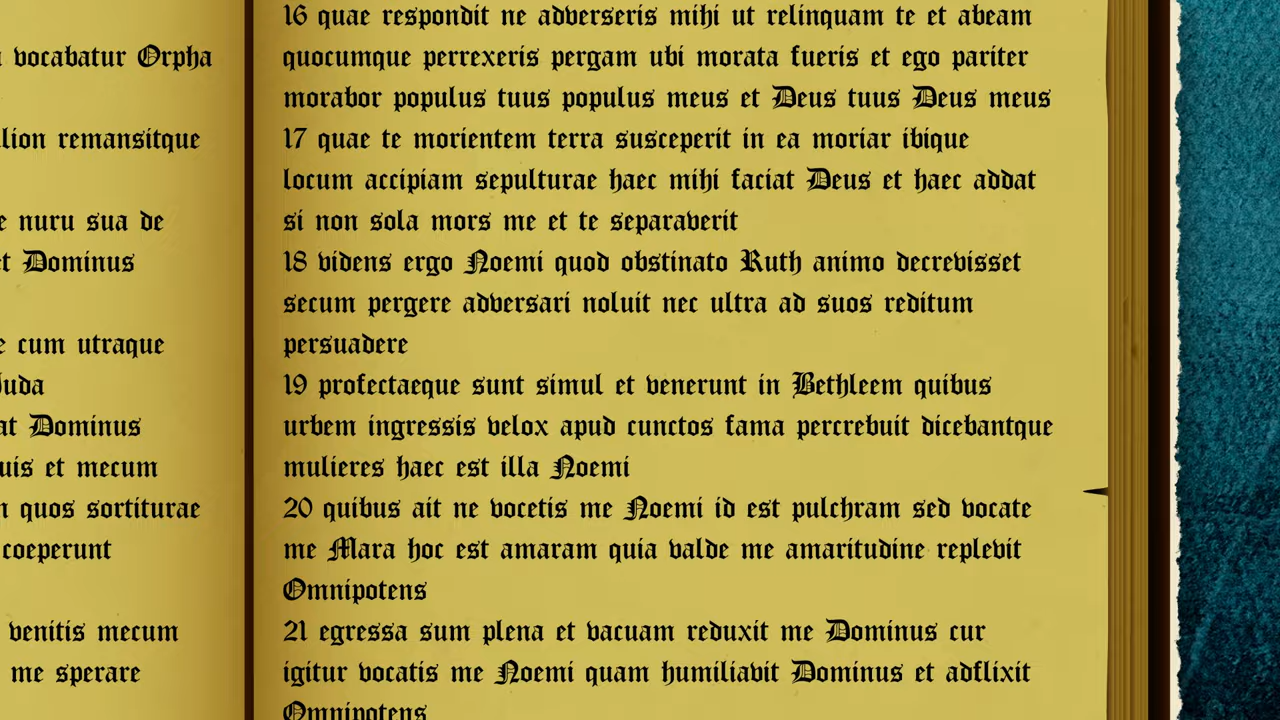 vocabatur Orpha
remansitque
nuru sua de
Dominus
cum utraque
Juda
Dominus
et mecum
quos sortiturae
coeperunt
venitis mecum
me sperare
16 quae respondit ne adverseris mihi ut relinquam te et abeam
quocumque perrexeris pergam ubi morata fueris et ego pariter
morabor populus tuus populus meus et Deus tuus Deus meus
17 quae te morientem terra susceperit in ea moriar ibique
locum accipiam sepulturae haec mihi faciat Deus et haec addat
si non sola mors me et te separaverit
18 videns ergo Noemi quod obstinato Ruth animo decrevisset
secum pergere adversari noluit nec ultra ad suos reditum
persuadere
19 profectaeque sunt simul et venerunt in Bethleem quibus
urbem ingressis velox apud cunctos fama percrebuit dicebantque
mulieres haec est illa Noemi
20 quibus ait ne vocetis me Noemi id est pulchram sed vocate
me Mara hoc est amaram quia valde me amaritudine replevit
Omnipotens
21 egressa sum plena et vacuam reduxit me Dominus cur
igitur vocatis me Noemi quam humiliavit Dominus et adflixit
Omnipotens